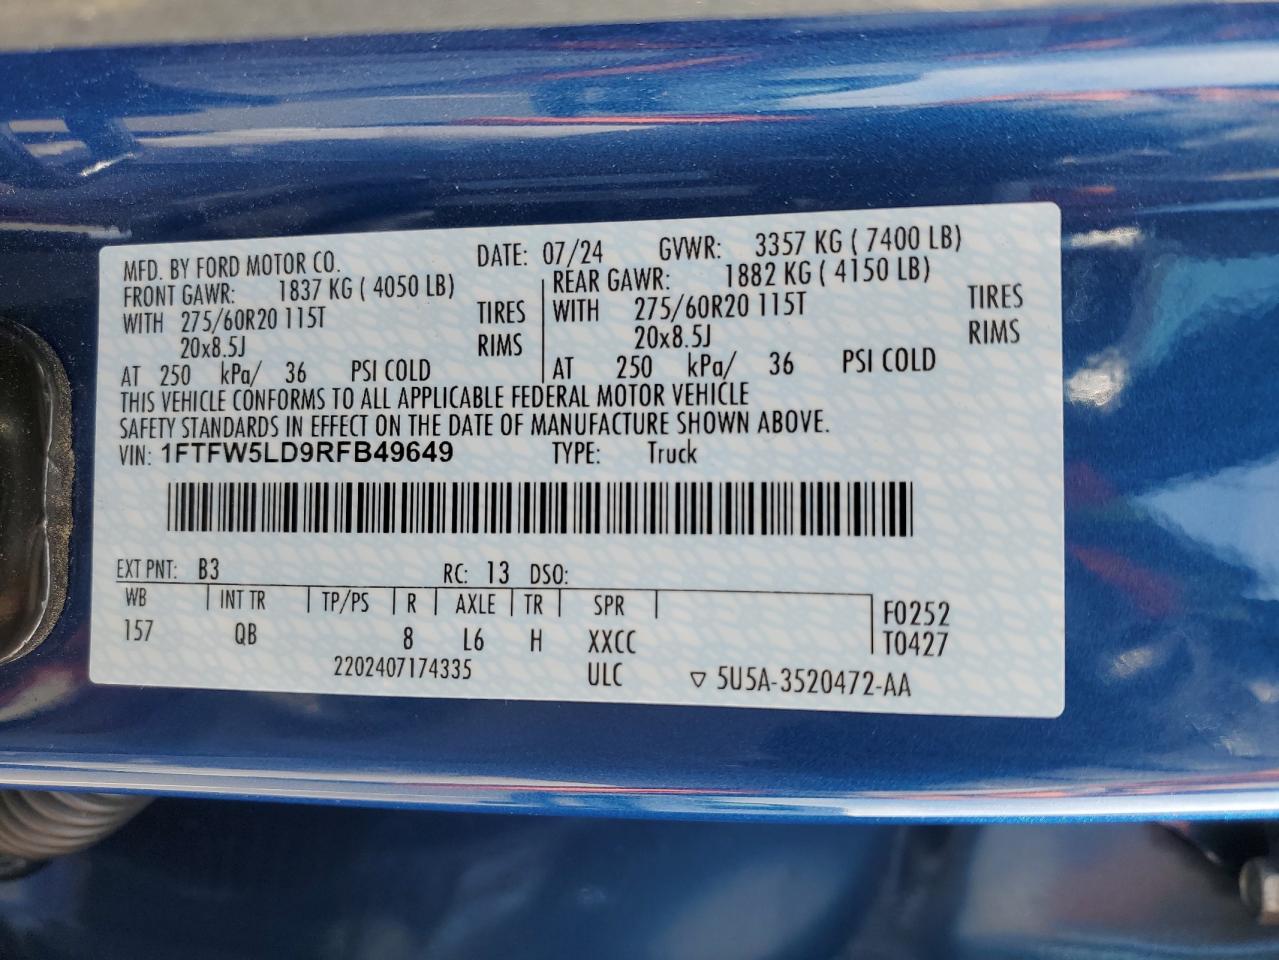 MFD. BY FORD MOTOR CO. DATE: 07/24 GVWR: 3357 KG ( 7400 LB)
FRONT GAWR: 1837 KG ( 4050 LB) REAR GAWR: 1882 KG ( 4150 LB)
WITH 275/60R20 115T TIRES WITH 275/60R20 115T TIRES
20x8.5J RIMS 20x8.5J RIMS
AT 250 kPa/ 36 PSI COLD AT 250 kPa/ 36 PSI COLD
THIS VEHICLE CONFORMS TO ALL APPLICABLE FEDERAL MOTOR VEHICLE
SAFETY STANDARDS IN EFFECT ON THE DATE OF MANUFACTURE SHOWN ABOVE.
VIN: 1FTFW5LD9RFB49649 TYPE: Truck
EXT PNT: B3 RC: 13 DSO:
WB INT TR TP/PS R AXLE TR SPR F0252
157 QB 8 L6 H XXCC T0427
2202407174335 ULC ▽ 5U5A-3520472-AA